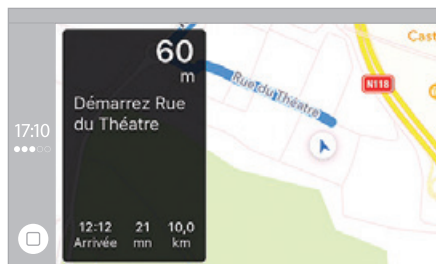 60
m
Démarrez Rue
du Théatre
17:10
12:12 21 10,0
Arrivée mn km
Rue du Théatre
N118
Cast